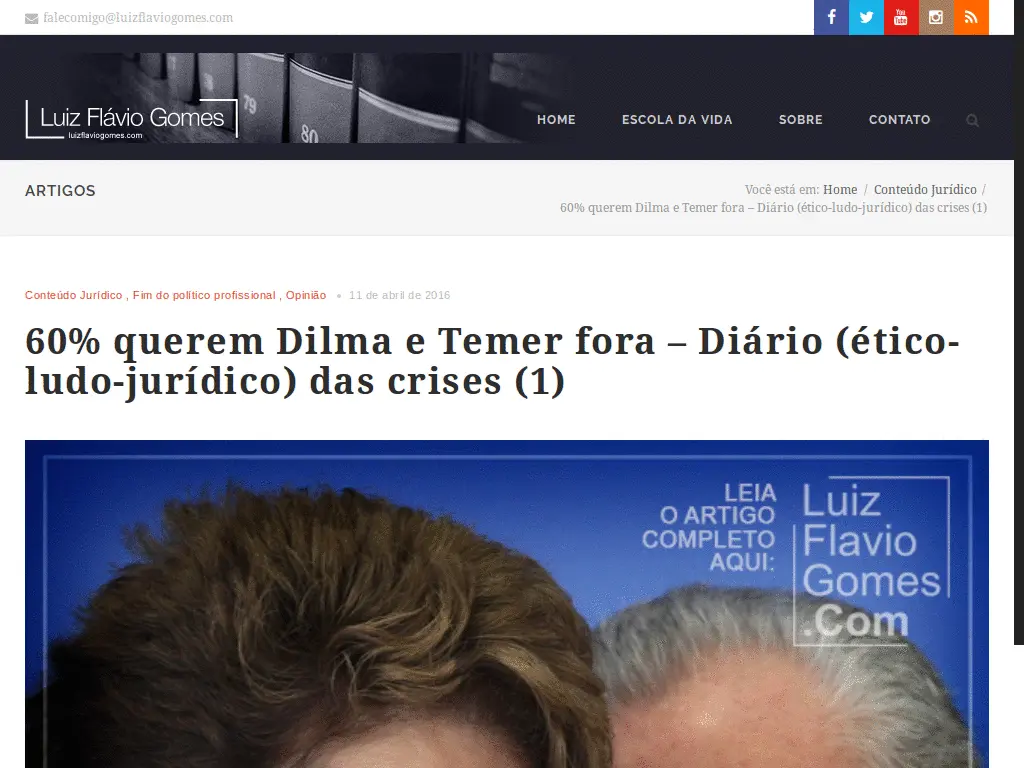 falecomigo@luizflaviogomes.com
You Tube
79
80
Luiz Flávio Gomes
luizflaviogomes.com
HOME
ESCOLA DA VIDA
SOBRE
CONTATO
ARTIGOS
Você está em: Home / Conteúdo Jurídico /
60% querem Dilma e Temer fora – Diário (ético-ludo-jurídico) das crises (1)
Conteúdo Jurídico , Fim do político profissional , Opinião • 11 de abril de 2016
60% querem Dilma e Temer fora – Diário (ético-
ludo-jurídico) das crises (1)
LEIA
O ARTIGO
COMPLETO
AQUI:
Luiz
Flavio
Gomes
.Com